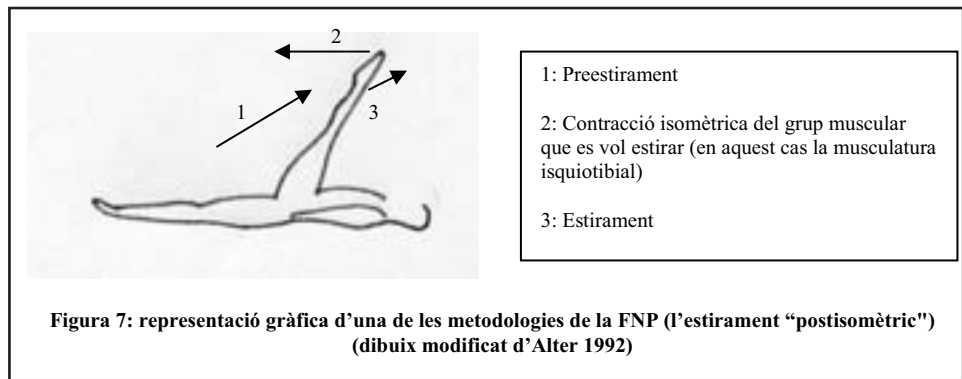 2
1
3
1: Preestirament
2: Contracció isomètrica del grup muscular
que es vol estirar (en aquest cas la musculatura
isquiotibial)
3: Estirament
Figura 7: representació gràfica d'una de les metodologies de la FNP (l'estirament “postisomètric")
(dibuix modificat d'Alter 1992)